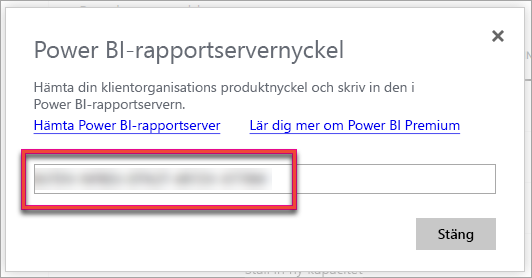 Power BI-rapportservernyckel
Hämta din klientorganisations produktnyckel och skriv in den i
Power BI-rapportservern.
Hämta Power BI-rapportserver Lär dig mer om Power BI Premium
Stäng